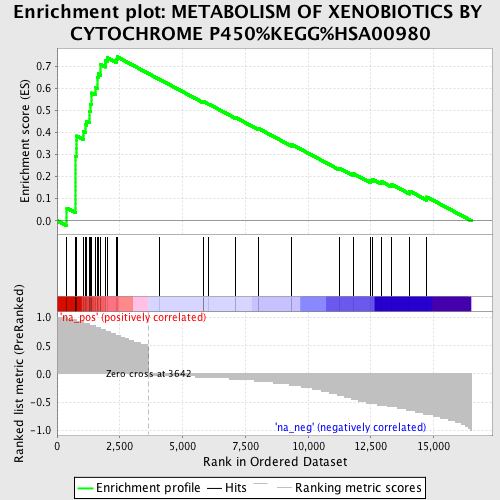 Enrichment plot: METABOLISM OF XENOBIOTICS BY
CYTOCHROME P450%KEGG%HSA00980
Enrichment score (ES)
0.7
0.6
0.5
0.4
0.3
0.2
0.1
0.0
'na_pos' (positively correlated)
Ranked list metric (PreRanked)
1.0
0.5
0.0
-0.5
-1.0
Zero cross at 3642
'na_neg' (negatively correlated)
0
2,500
5,000
7,500
10,000
12,500
15,000
Rank in Ordered Dataset
Enrichment profile
Hits
Ranking metric scores